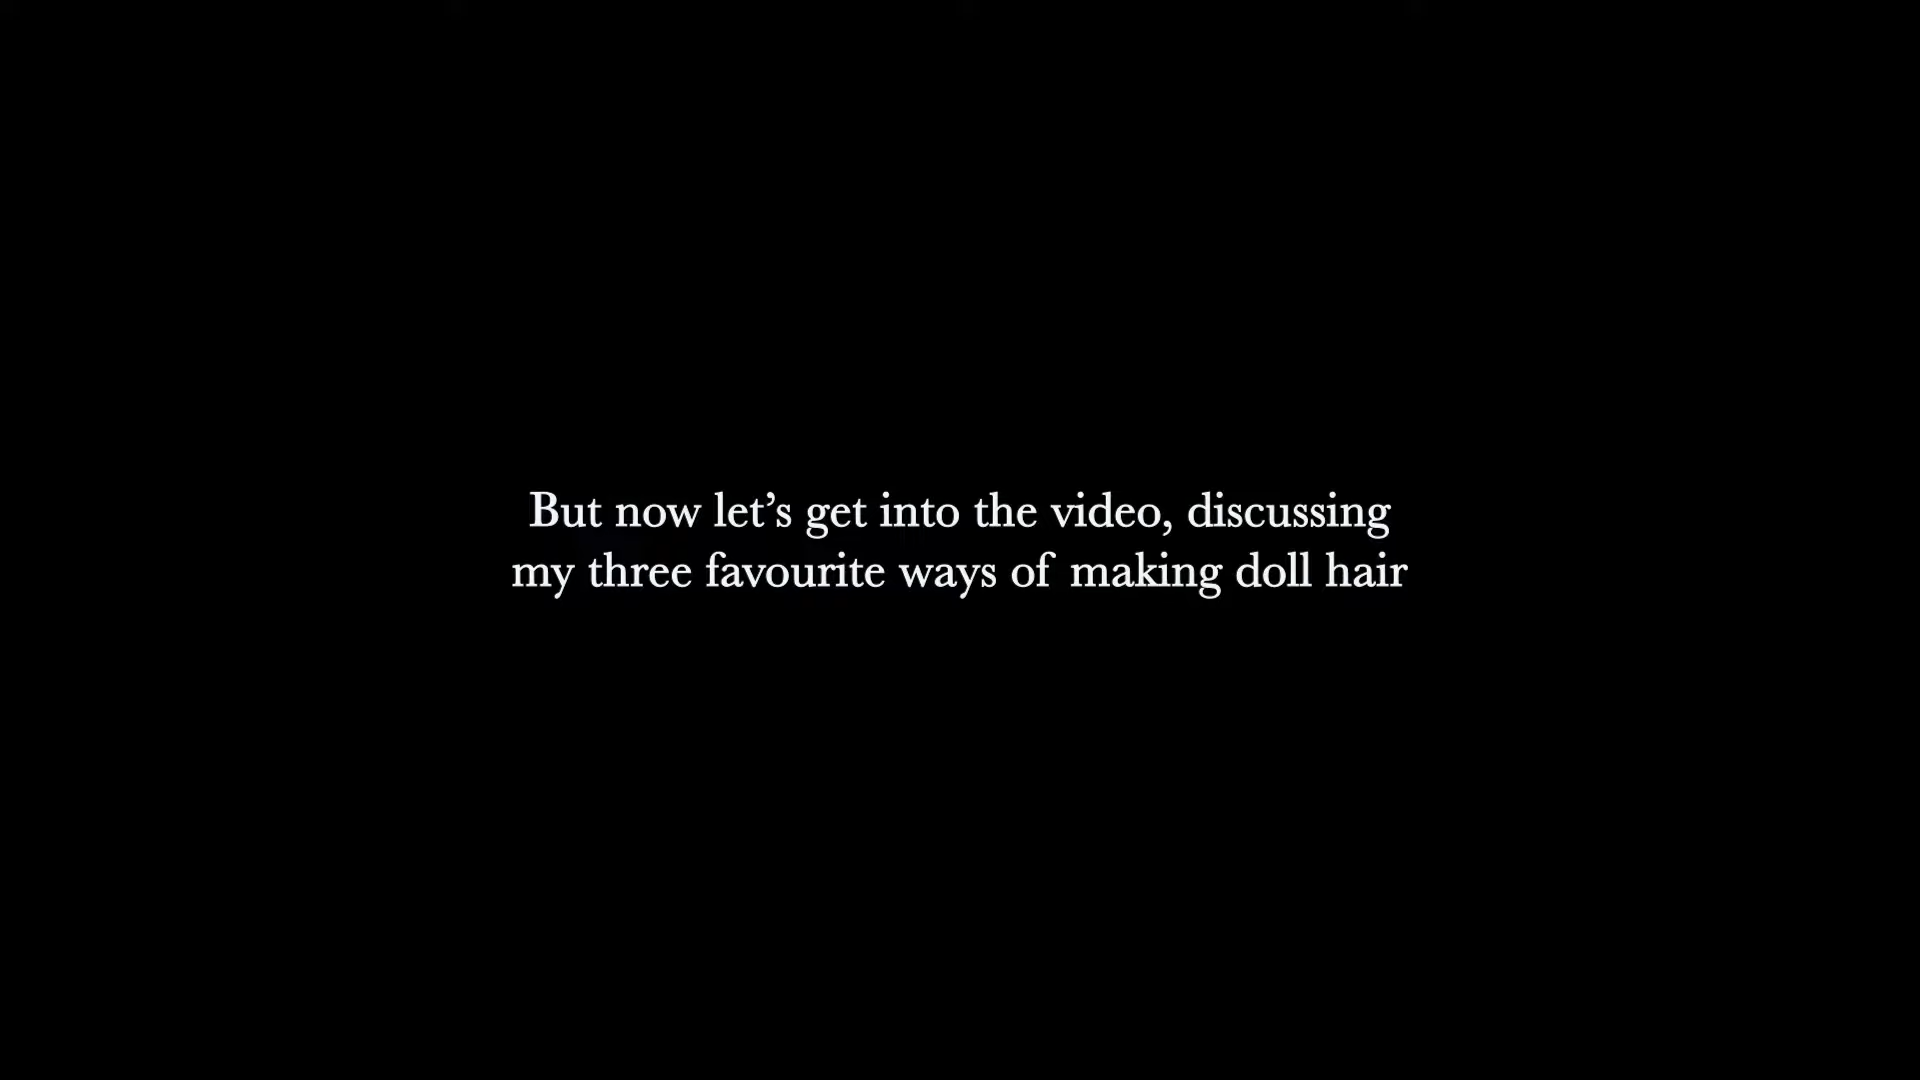 But now let’s get into the video, discussing
my three favourite ways of making doll hair